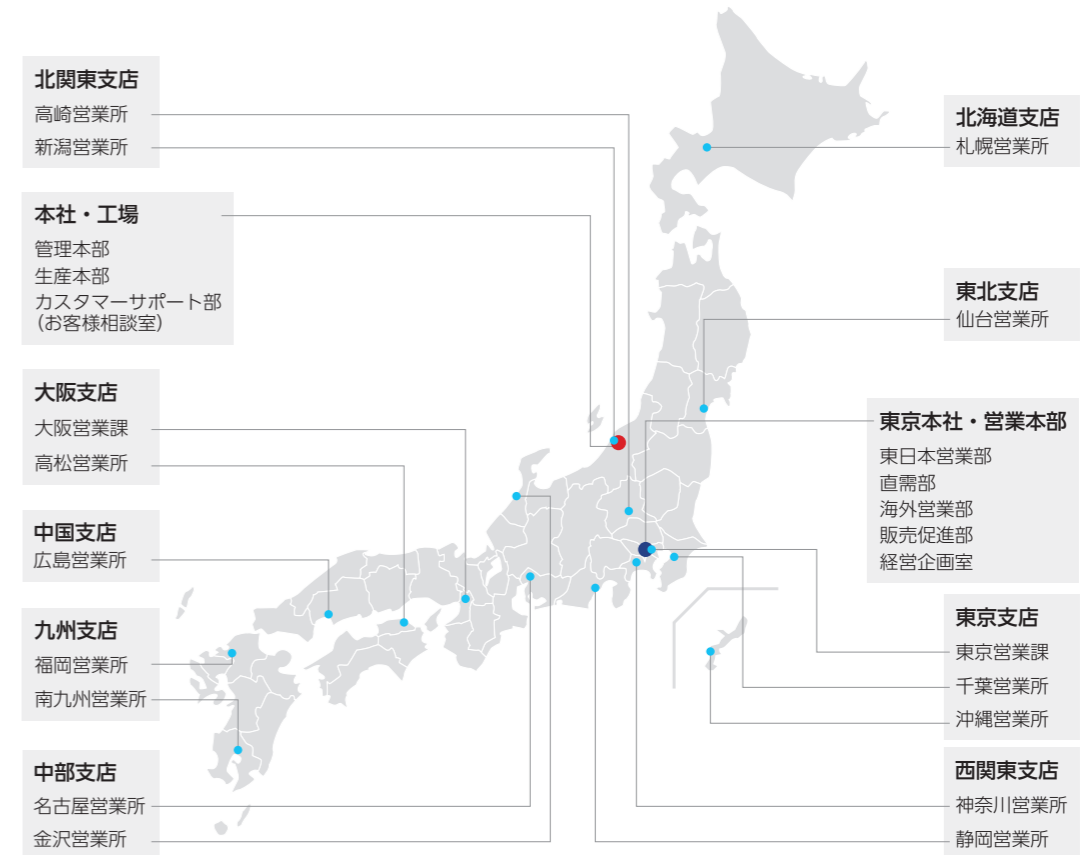 北関東支店
高崎営業所
新潟営業所
本社・工場
管理本部
生産本部
カスタマーサポート部
(お客様相談室)
大阪支店
大阪営業課
高松営業所
中国支店
広島営業所
九州支店
福岡営業所
南九州営業所
中部支店
名古屋営業所
金沢営業所
北海道支店
札幌営業所
東北支店
仙台営業所
東京本社・営業本部
東日本営業部
直需部
海外営業部
販売促進部
経営企画室
東京支店
東京営業課
千葉営業所
沖縄営業所
西関東支店
神奈川営業所
静岡営業所